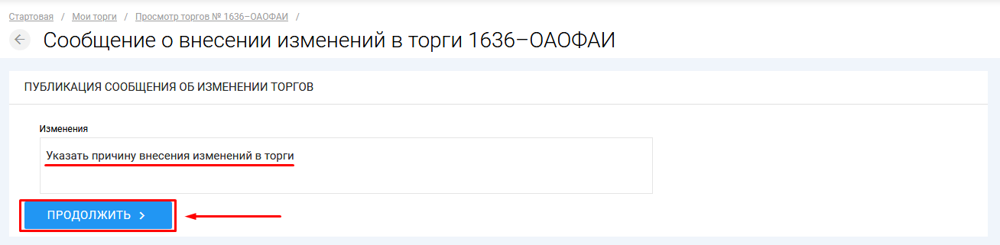 Стартовая / Мои торги / Просмотр торгов № 1636–ОАОФАИ /
Сообщение о внесении изменений в торги 1636–ОАОФАИ
ПУБЛИКАЦИЯ СООБЩЕНИЯ ОБ ИЗМЕНЕНИИ ТОРГОВ
Изменения
Указать причину внесения изменений в торги
ПРОДОЛЖИТЬ